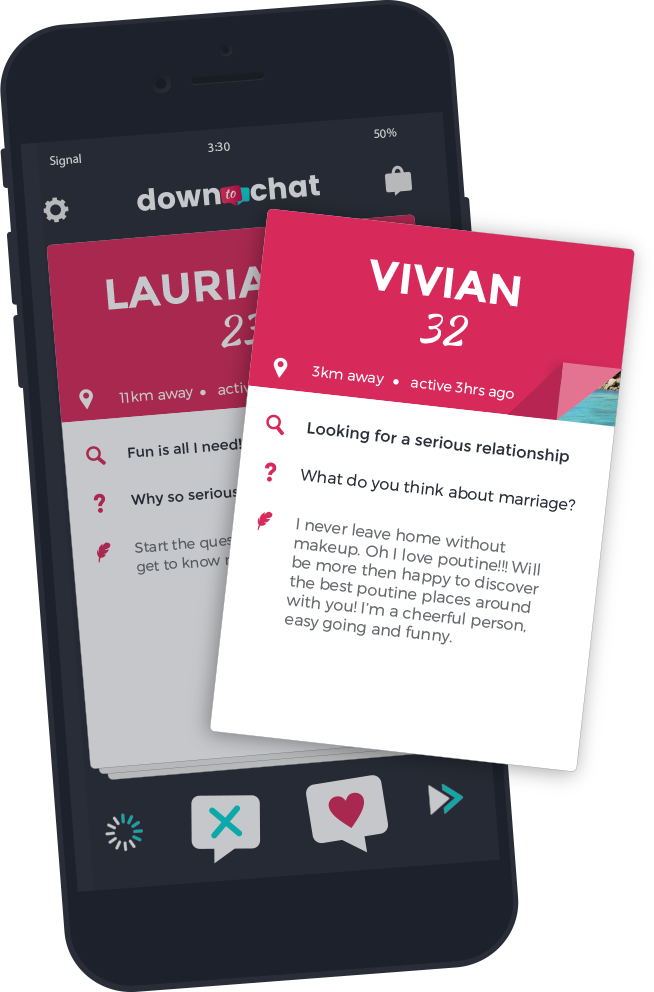 Signal
3:30
50%
down to chat
LAURIA
23
11km away •
Fun is all I need!
Why so serious
Start the ques
get to know
VIVIAN
32
3km away • active 3hrs ago
Looking for a serious relationship
What do you think about marriage?
I never leave home without
makeup. Oh I love poutine!!! Will
be more then happy to discover
the best poutine places around
with you! I'm a cheerful person,
easy going and funny.